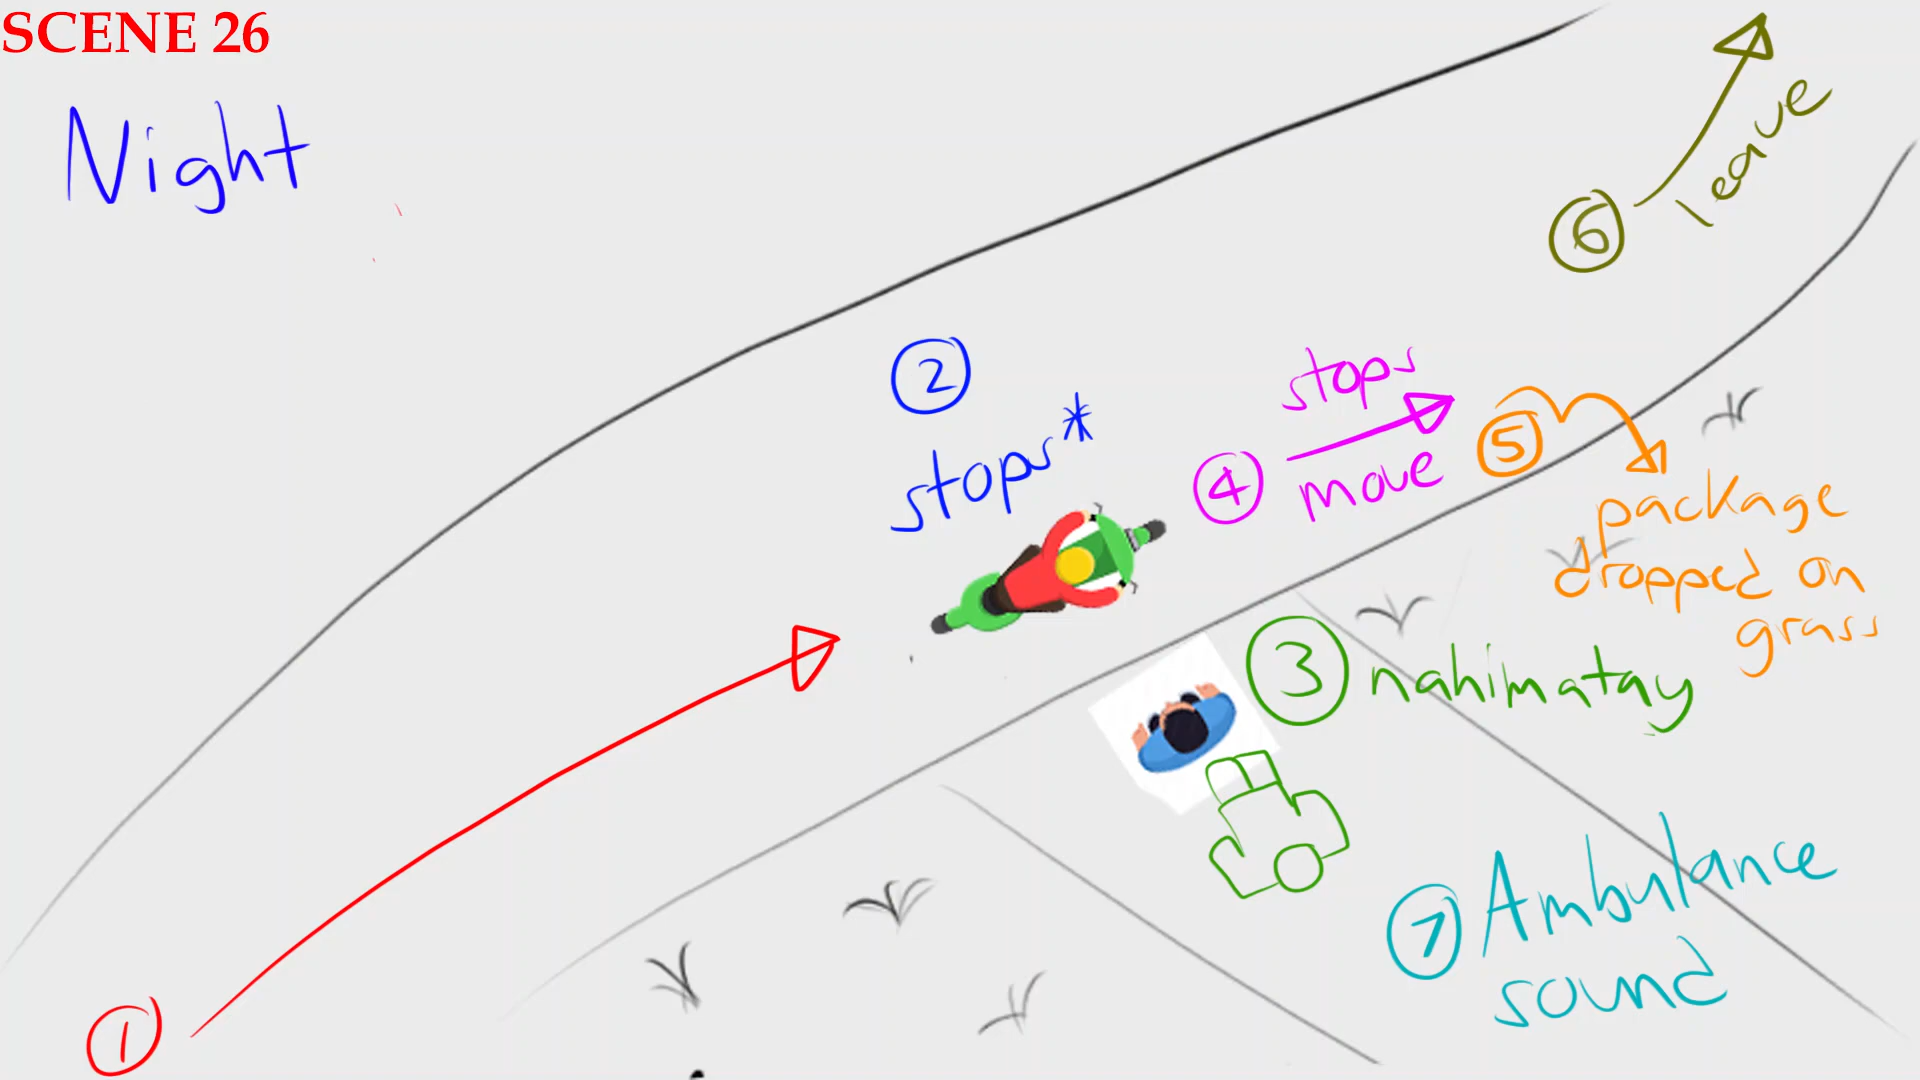 SCENE 26
Night
6
leave
2
stops*
stops
4
move
5
package
dropped on
grass
3 nahimatay
7 Ambulance
sound
1